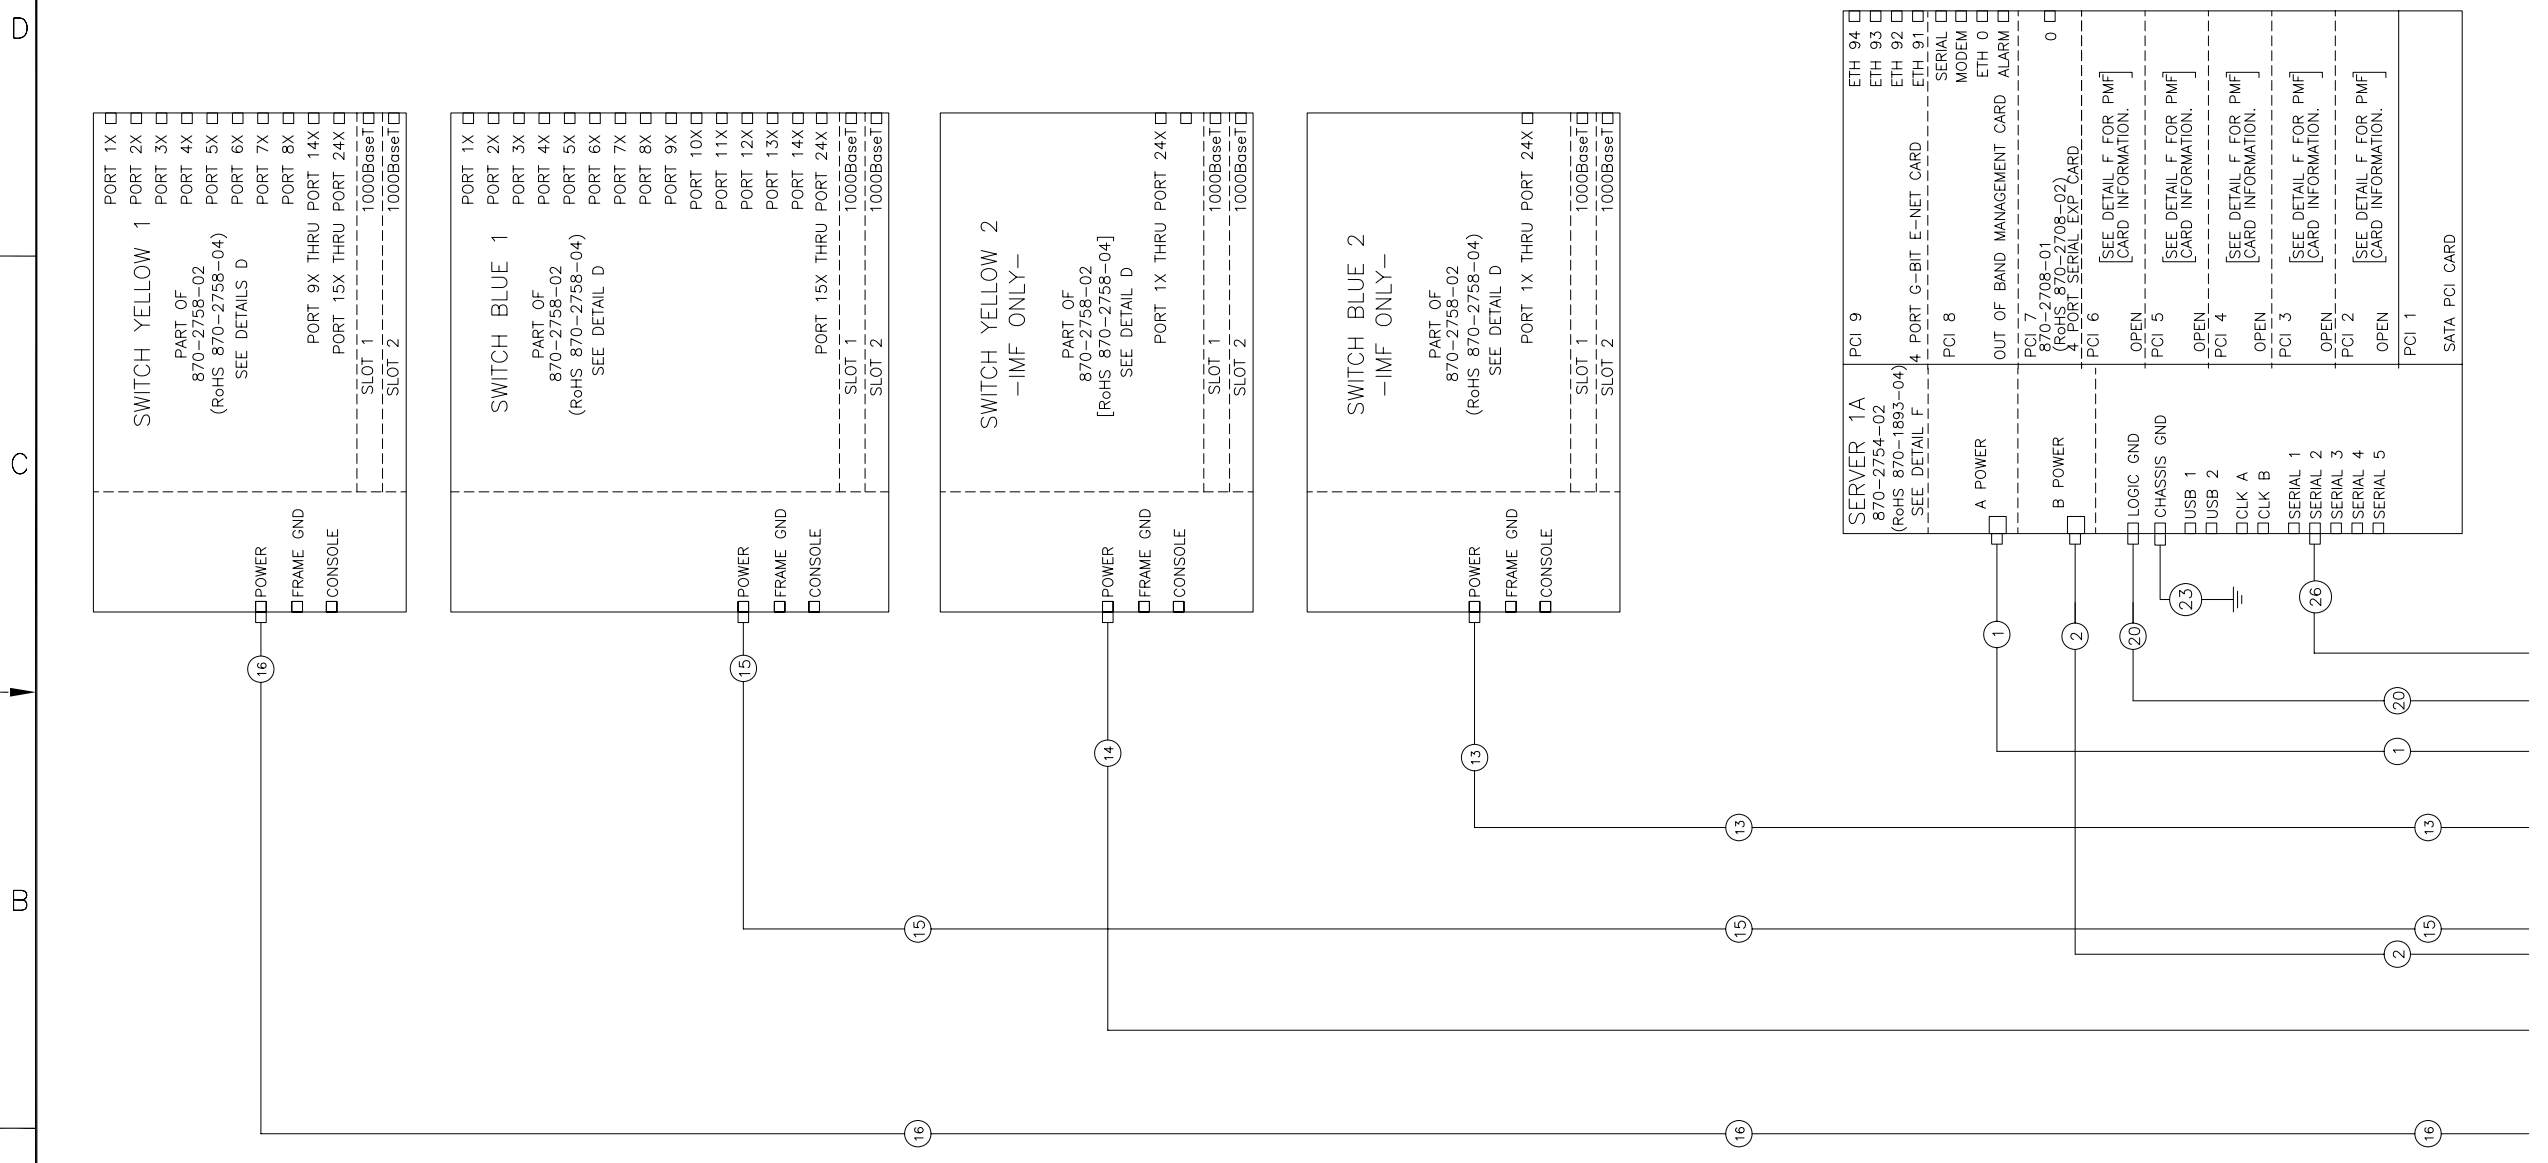 D
C
B
PORT 1X
PORT 2X
PORT 3X
PORT 4X
PORT 5X
PORT 6X
PORT 7X
PORT 8X
PORT 9X THRU PORT 14X
PORT 15X THRU PORT 24X
SWITCH YELLOW 1
PART OF
870-2758-02
(RoHS 870-2758-04)
SEE DETAILS D
SLOT 1 1000BaseT
SLOT 2 1000BaseT
POWER
FRAME GND
CONSOLE
PORT 1X
PORT 2X
PORT 3X
PORT 4X
PORT 5X
PORT 6X
PORT 7X
PORT 8X
PORT 9X
PORT 10X
PORT 11X
PORT 12X
PORT 13X
PORT 14X
PORT 15X THRU PORT 24X
SWITCH BLUE 1
PART OF
870-2758-02
(RoHS 870-2758-04)
SEE DETAIL D
SLOT 1 1000BaseT
SLOT 2 1000BaseT
POWER
FRAME GND
CONSOLE
SWITCH YELLOW 2
-IMF ONLY-
PART OF
870-2758-02
[RoHS 870-2758-04]
SEE DETAIL D
PORT 1X THRU PORT 24X
SLOT 1 1000BaseT
SLOT 2 1000BaseT
POWER
FRAME GND
CONSOLE
SWITCH BLUE 2
-IMF ONLY-
PART OF
870-2758-02
(RoHS 870-2758-04)
SEE DETAIL D
PORT 1X THRU PORT 24X
SLOT 1 1000BaseT
SLOT 2 1000BaseT
POWER
FRAME GND
CONSOLE
SERVER 1A
870-2754-02
(RoHS 870-1893-04)
SEE DETAIL F
PCI 9
4 PORT G-BIT E-NET CARD
ETH 94
ETH 93
ETH 92
ETH 91
PCI 8
OUT OF BAND MANAGEMENT CARD
SERIAL
MODEM
ETH 0
ALARM
PCI 7
870-2708-01
(RoHS 870-2708-02)
4 PORT SERIAL EXP CARD
0
PCI 6
OPEN
[SEE DETAIL F FOR PMF
CARD INFORMATION.]
PCI 5
OPEN
[SEE DETAIL F FOR PMF
CARD INFORMATION.]
PCI 4
OPEN
[SEE DETAIL F FOR PMF
CARD INFORMATION.]
PCI 3
OPEN
[SEE DETAIL F FOR PMF
CARD INFORMATION.]
PCI 2
OPEN
[SEE DETAIL F FOR PMF
CARD INFORMATION.]
PCI 1
SATA PCI CARD
A POWER
B POWER
LOGIC GND
CHASSIS GND
USB 1
USB 2
CLK A
CLK B
SERIAL 1
SERIAL 2
SERIAL 3
SERIAL 4
SERIAL 5
16
15
14
13
1
2
20
23
26
20
1
13
13
15
15
15
2
16
16
16